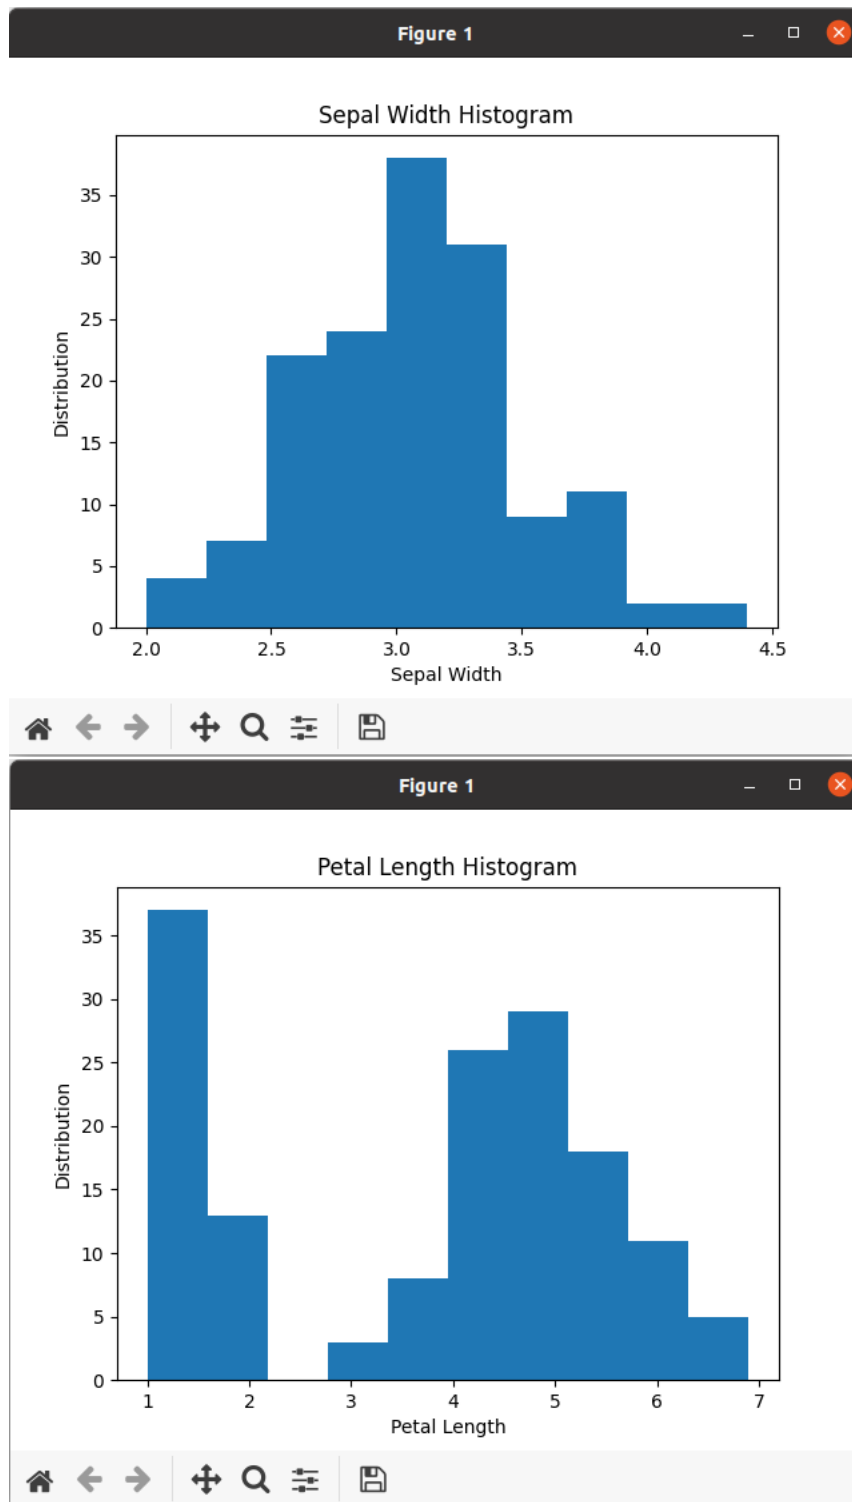 Figure 1
Sepal Width Histogram
35
30
25
20
15
10
5
0
Distribution
2.0 2.5 3.0 3.5 4.0 4.5
Sepal Width
Figure 1
Petal Length Histogram
35
30
25
20
15
10
5
0
Distribution
1 2 3 4 5 6 7
Petal Length